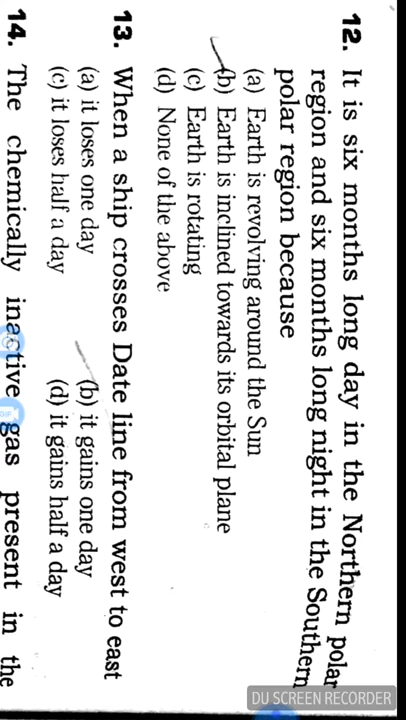 12. It is six months long day in the Northern polar
region and six months long night in the Southern
polar region because
(a) Earth is revolving around the Sun
(b) Earth is inclined towards its orbital plane
(c) Earth is rotating
(d) None of the above
13. When a ship crosses Date line from west to east
(a) it loses one day (b) it gains one day
(c) it loses half a day (d) it gains half a day
14. The chemically inactive gas present in the
GIF
DU SCREEN RECORDER